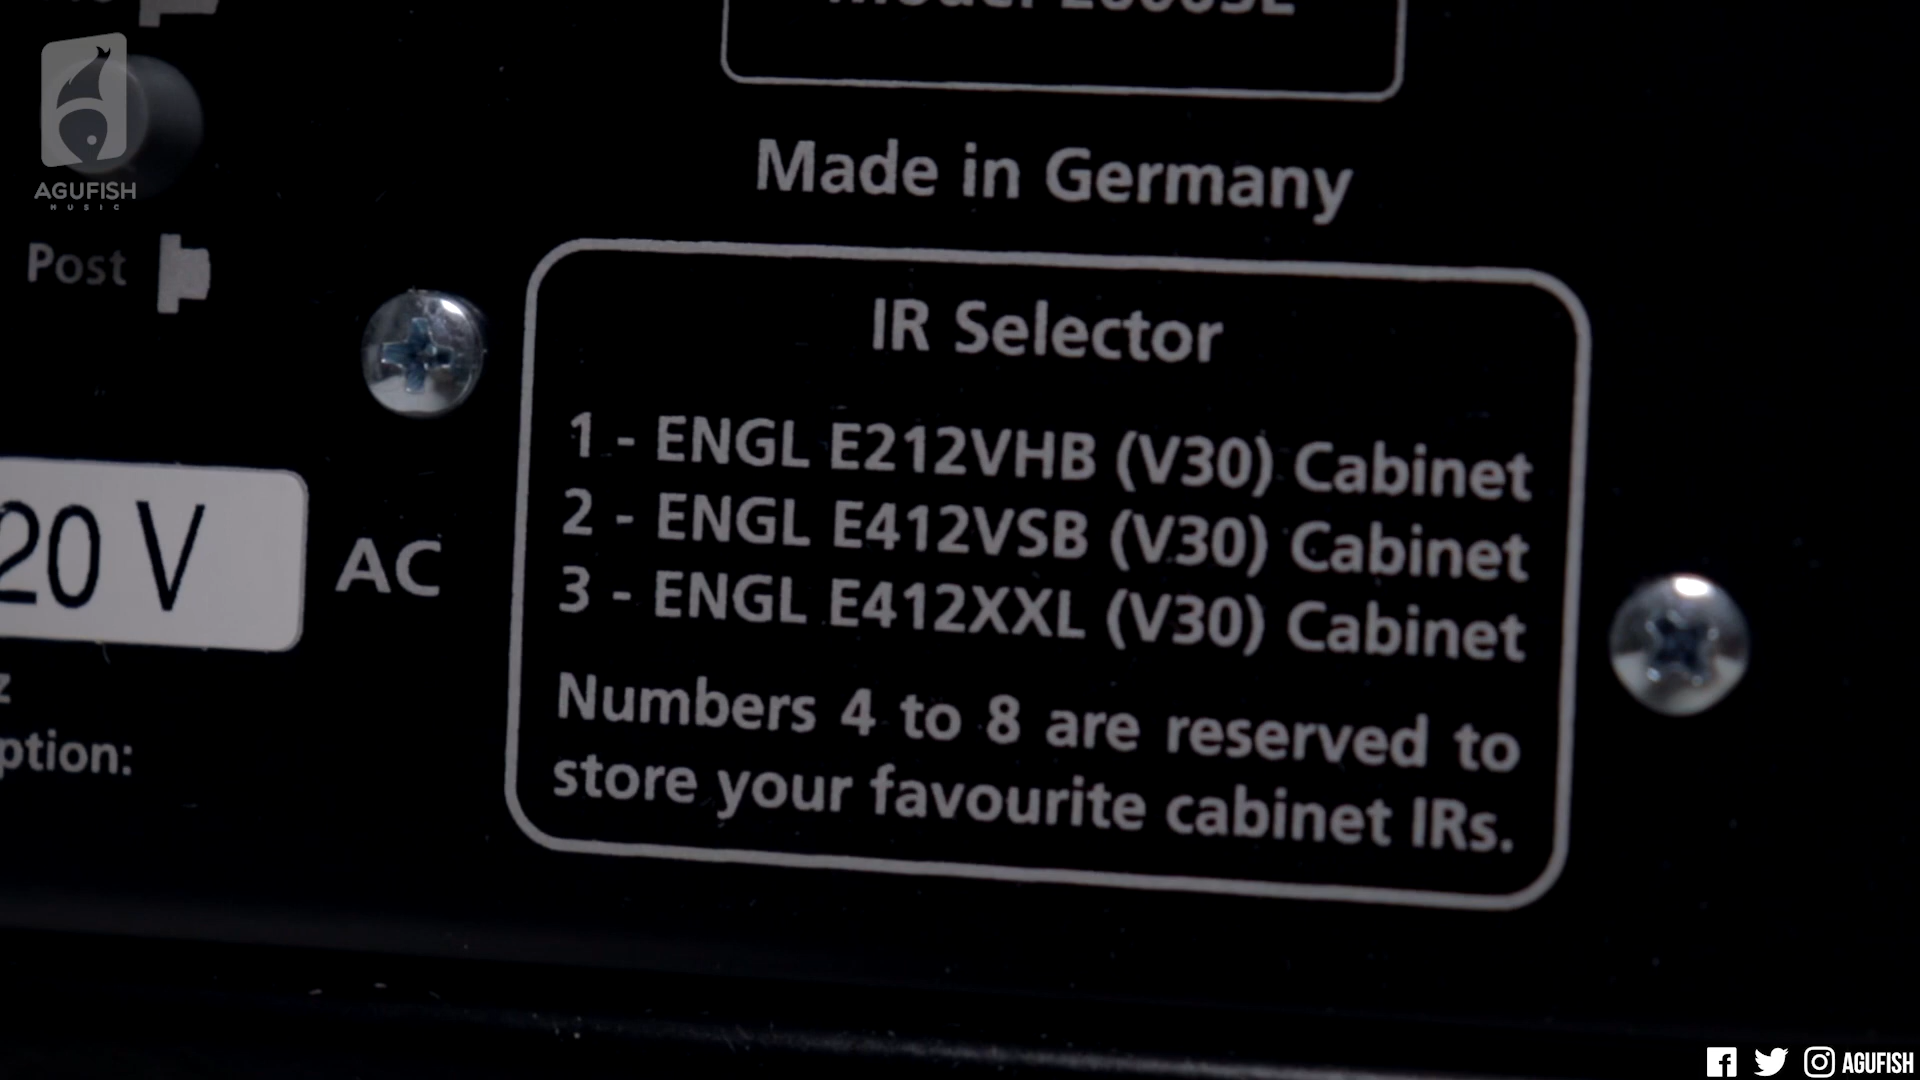 Made in Germany
AGUFISH
MUSIC
Post
IR Selector
1 - ENGL E212VHB (V30) Cabinet
2 - ENGL E412VSB (V30) Cabinet
3 - ENGL E412XXL (V30) Cabinet
20 V AC
Numbers 4 to 8 are reserved to
store your favourite cabinet IRs.
ption:
AGUFISH